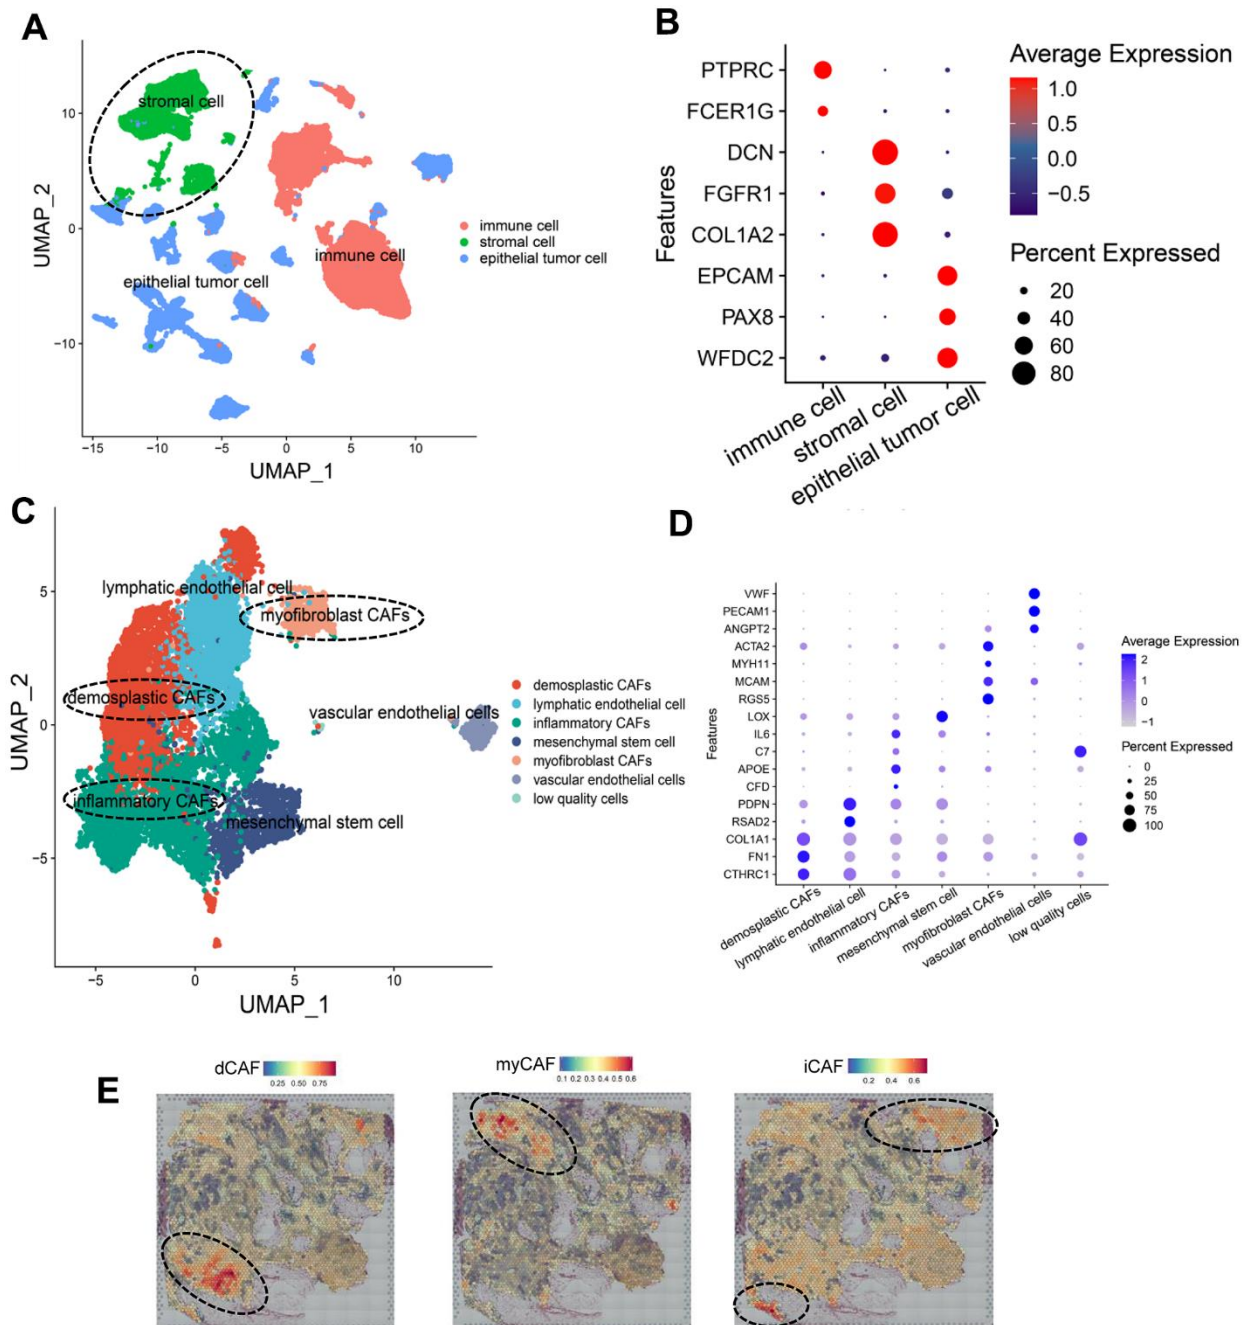 A
UMAP_2
10
0
−10
−15
−10
−5
0
5
10
UMAP_1
stromal cell
immune cell
epithelial tumor cell
immune cell
stromal cell
epithelial tumor cell
B
Features
PTPRC
FCER1G
DCN
FGFR1
COL1A2
EPCAM
PAX8
WFDC2
immune cell
stromal cell
epithelial tumor cell
Average Expression
1.0
0.5
0.0
−0.5
Percent Expressed
20
40
60
80
C
UMAP_2
5
0
−5
−5
0
5
10
UMAP_1
lymphatic endothelial cell
myofibroblast CAFs
demosplastic CAFs
vascular endothelial cells
inflammatory CAFs
mesenchymal stem cell
demosplastic CAFs
lymphatic endothelial cell
inflammatory CAFs
mesenchymal stem cell
myofibroblast CAFs
vascular endothelial cells
low quality cells
D
Features
VWF
PECAM1
ANGPT2
ACTA2
MYH11
MCAM
RGS5
LOX
IL6
C7
APOE
CFD
PDPN
RSAD2
COL1A1
FN1
CTHRC1
demosplastic CAFs
lymphatic endothelial cell
inflammatory CAFs
mesenchymal stem cell
myofibroblast CAFs
vascular endothelial cells
low quality cells
Average Expression
2
1
0
−1
Percent Expressed
0
25
50
75
100
E
dCAF
0.25 0.50 0.75
myCAF
0.1 0.2 0.3 0.4 0.5 0.6
iCAF
0.2 0.4 0.6